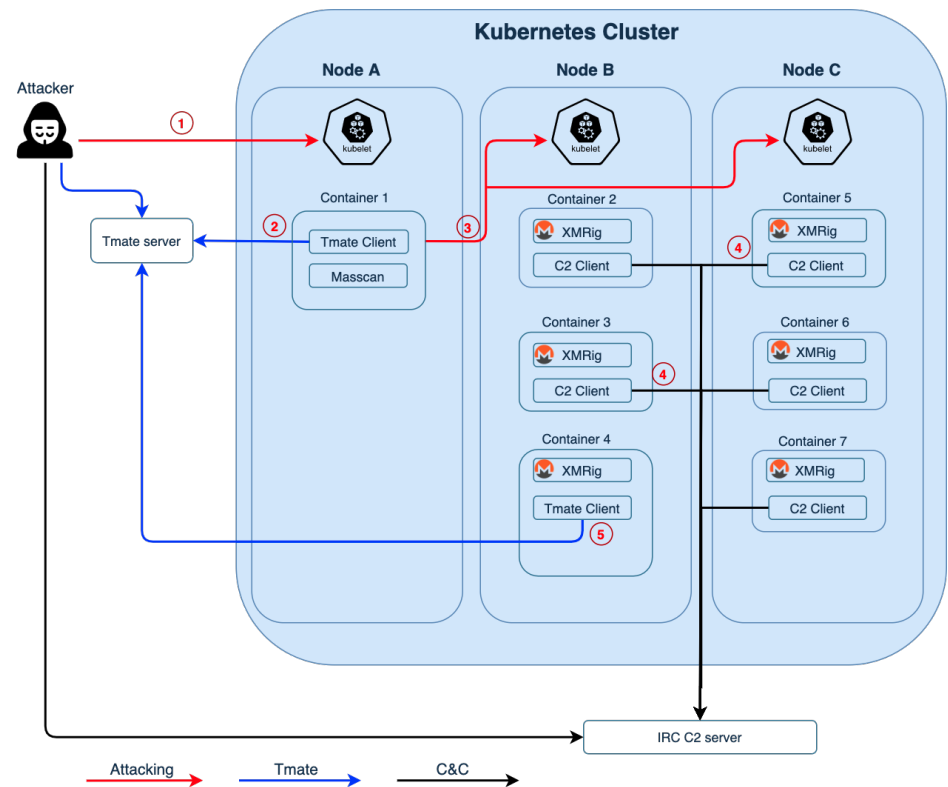 Kubernetes Cluster
Node A
Node B
Node C
Attacker
1
kubelet
kubelet
kubelet
Container 1
Container 2
Container 5
Tmate server
2
Tmate Client
Masscan
3
XMRig
C2 Client
4
XMRig
C2 Client
Container 3
XMRig
C2 Client
4
Container 6
XMRig
C2 Client
Container 4
XMRig
Tmate Client
5
Container 7
XMRig
C2 Client
IRC C2 server
Attacking
Tmate
C&C